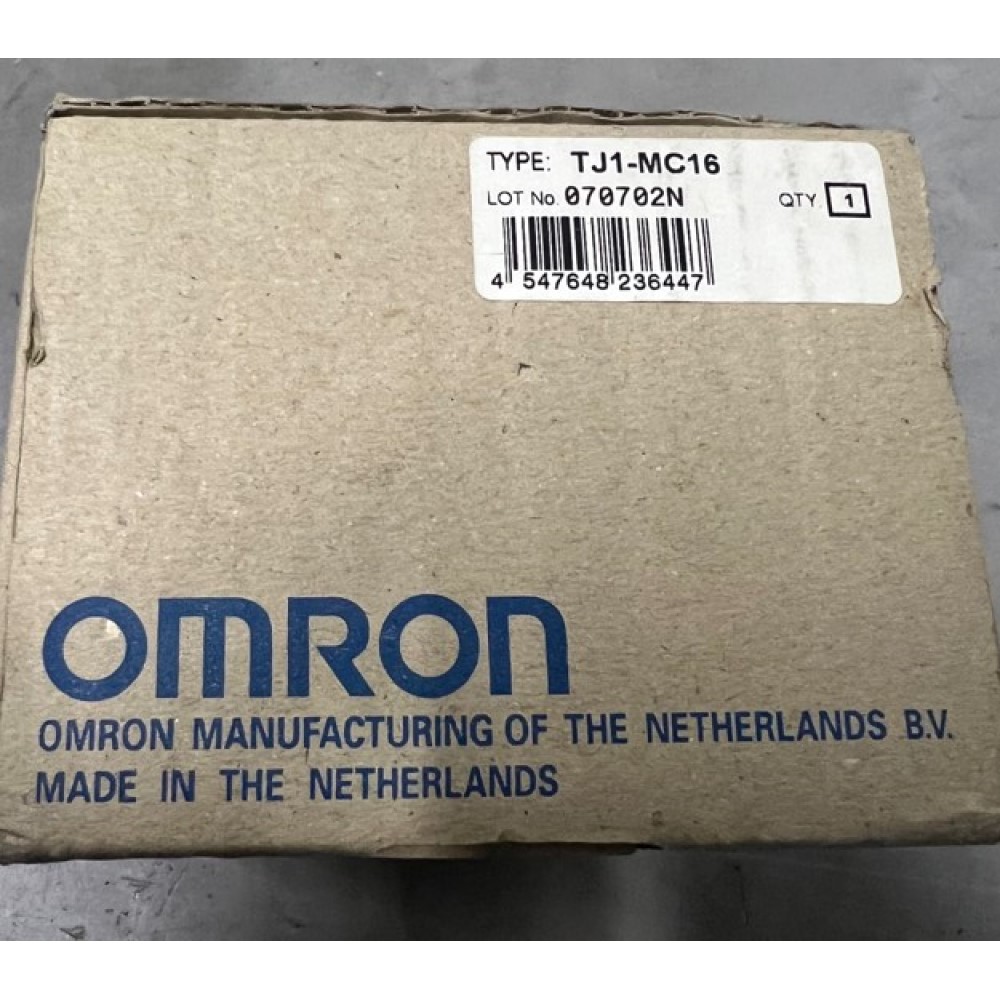 TYPE: TJ1-MC16
LOT No. 070702N QTY. 1
4 547648 236447
OMRON
OMRON MANUFACTURING OF THE NETHERLANDS B.V.
MADE IN THE NETHERLANDS